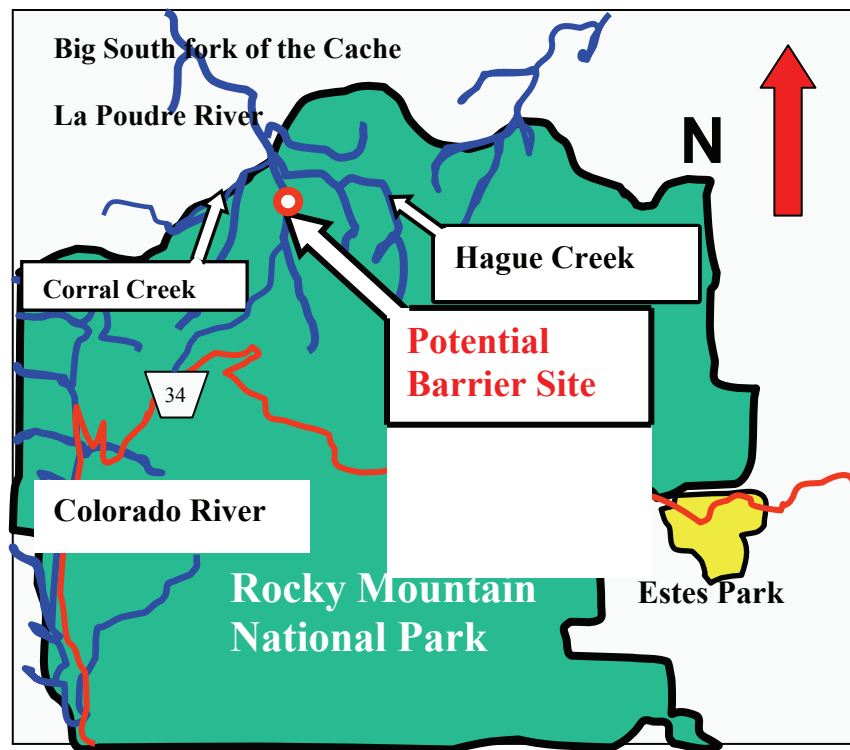 Big South fork of the Cache
La Poudre River
N
Hague Creek
Corral Creek
Potential
Barrier Site
34
Colorado River
Rocky Mountain
National Park
Estes Park